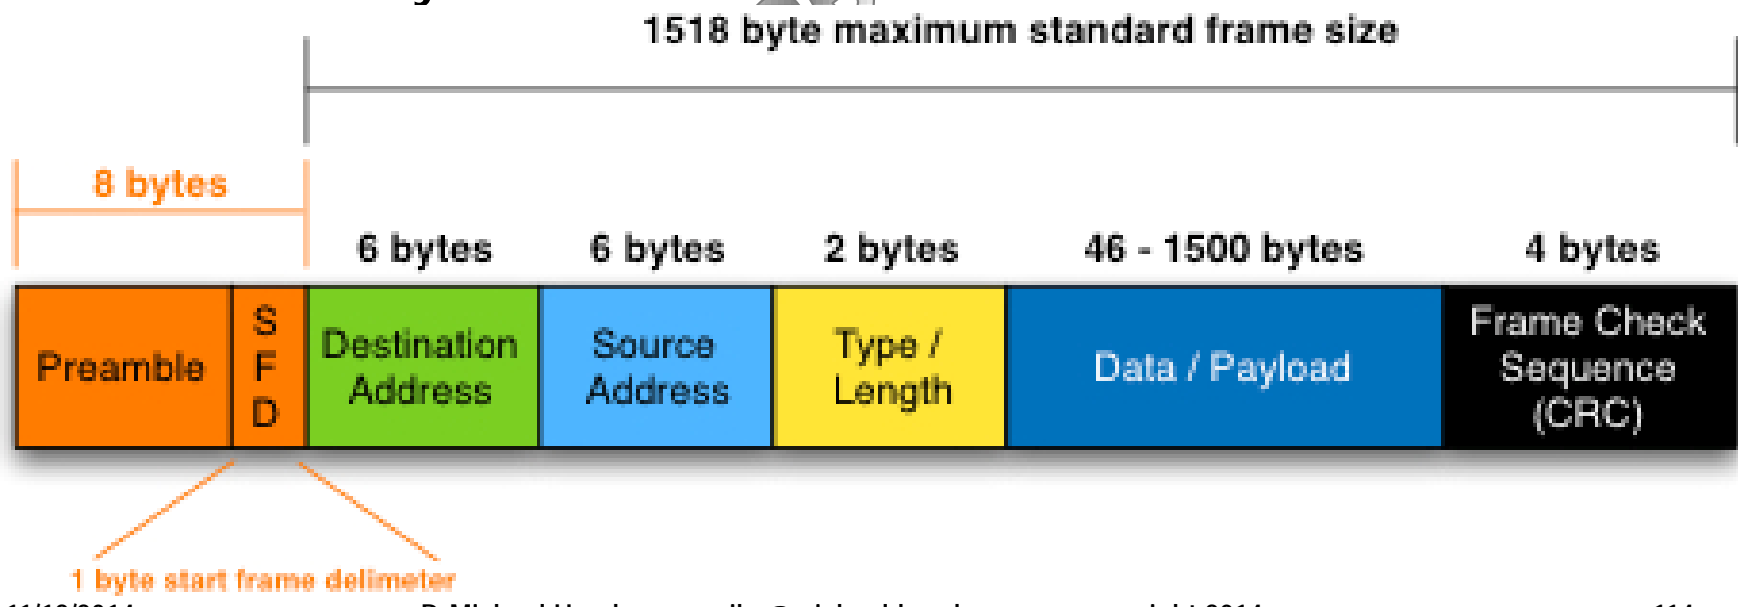 1518 byte maximum standard frame size
8 bytes
6 bytes
6 bytes
2 bytes
46 - 1500 bytes
4 bytes
Preamble
S
F
D
Destination
Address
Source
Address
Type /
Length
Data / Payload
Frame Check
Sequence
(CRC)
1 byte start frame delimeter